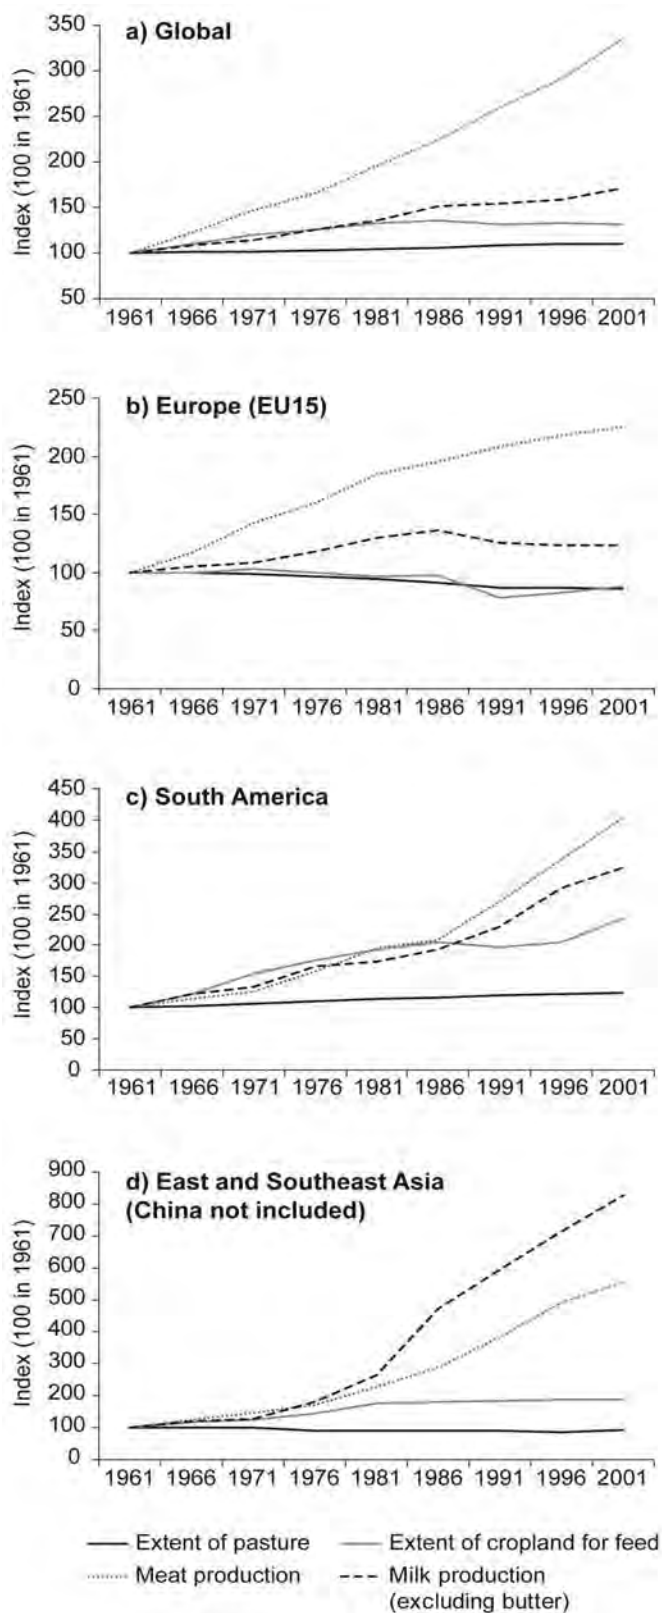 a) Global
Index (100 in 1961)
350
300
250
200
150
100
50
1961 1966 1971 1976 1981 1986 1991 1996 2001
b) Europe (EU15)
Index (100 in 1961)
250
200
150
100
50
0
1961 1966 1971 1976 1981 1986 1991 1996 2001
c) South America
Index (100 in 1961)
450
400
350
300
250
200
150
100
50
0
1961 1966 1971 1976 1981 1986 1991 1996 2001
d) East and Southeast Asia
(China not included)
Index (100 in 1961)
900
800
700
600
500
400
300
200
100
0
1961 1966 1971 1976 1981 1986 1991 1996 2001
Extent of pasture
Extent of cropland for feed
Meat production
Milk production
(excluding butter)